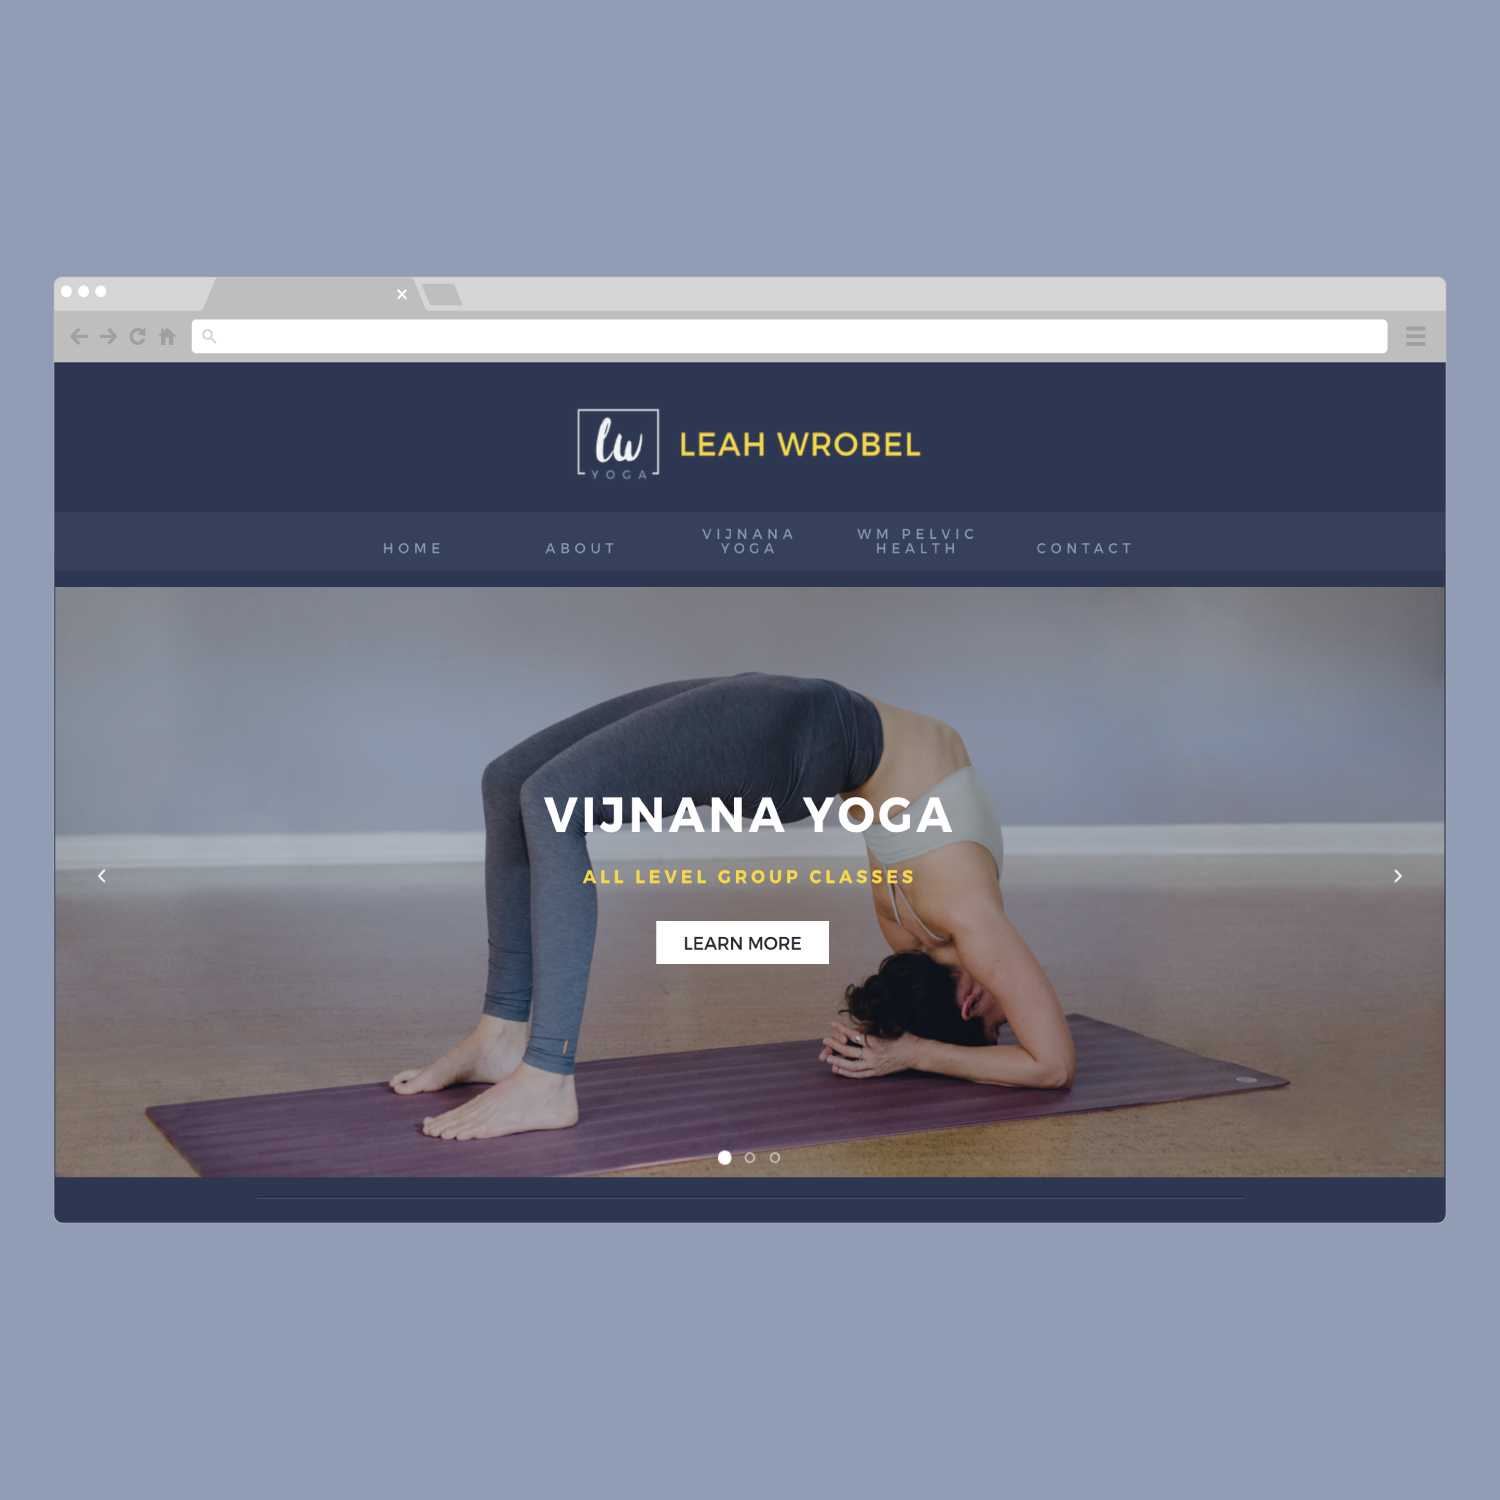 lw
YOGA
LEAH WROBEL
HOME
ABOUT
VIJNANA
YOGA
WM PELVIC
HEALTH
CONTACT
VIJNANA YOGA
ALL LEVEL GROUP CLASSES
LEARN MORE